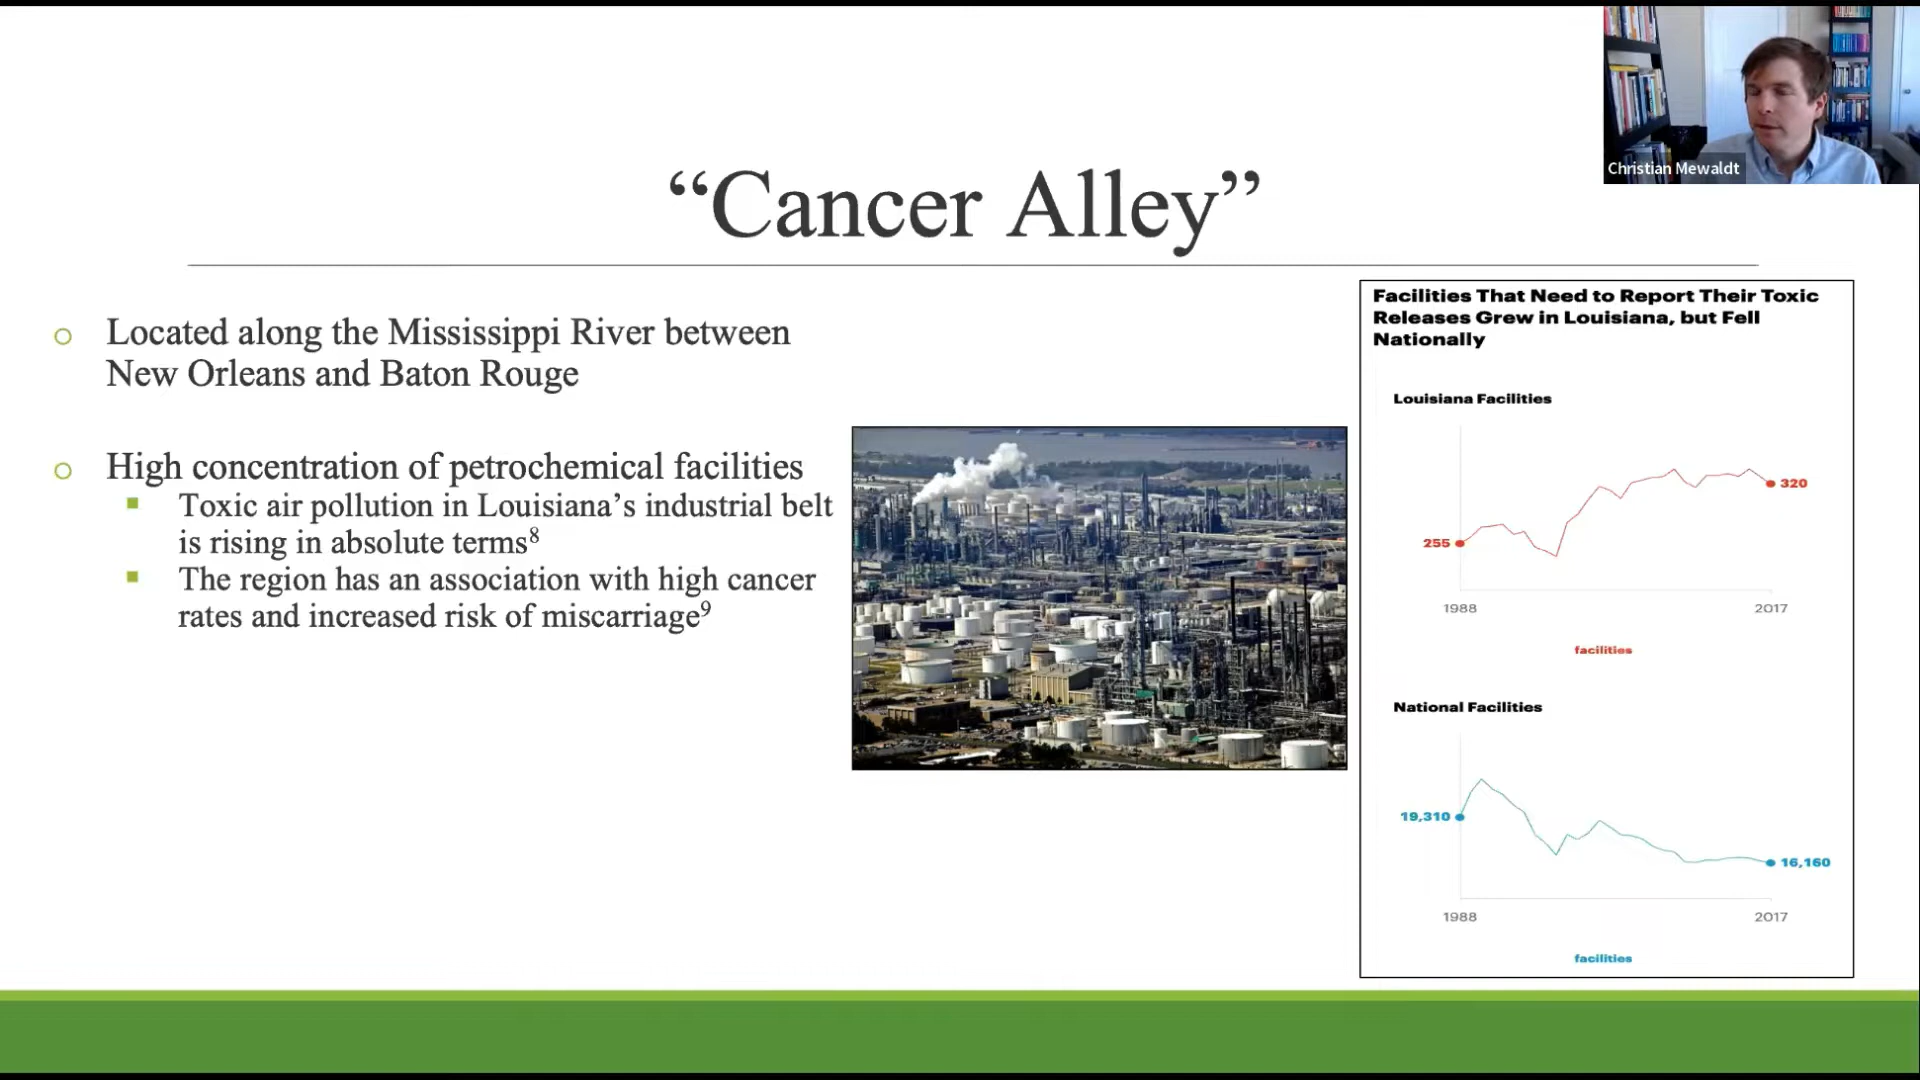 Christian Mewaldt
“Cancer Alley”
Located along the Mississippi River between
New Orleans and Baton Rouge
High concentration of petrochemical facilities
Toxic air pollution in Louisiana’s industrial belt
is rising in absolute terms8
The region has an association with high cancer
rates and increased risk of miscarriage9
Facilities That Need to Report Their Toxic
Releases Grew in Louisiana, but Fell
Nationally
Louisiana Facilities
320
255
1988 2017
facilities
National Facilities
19,310
16,160
1988 2017
facilities